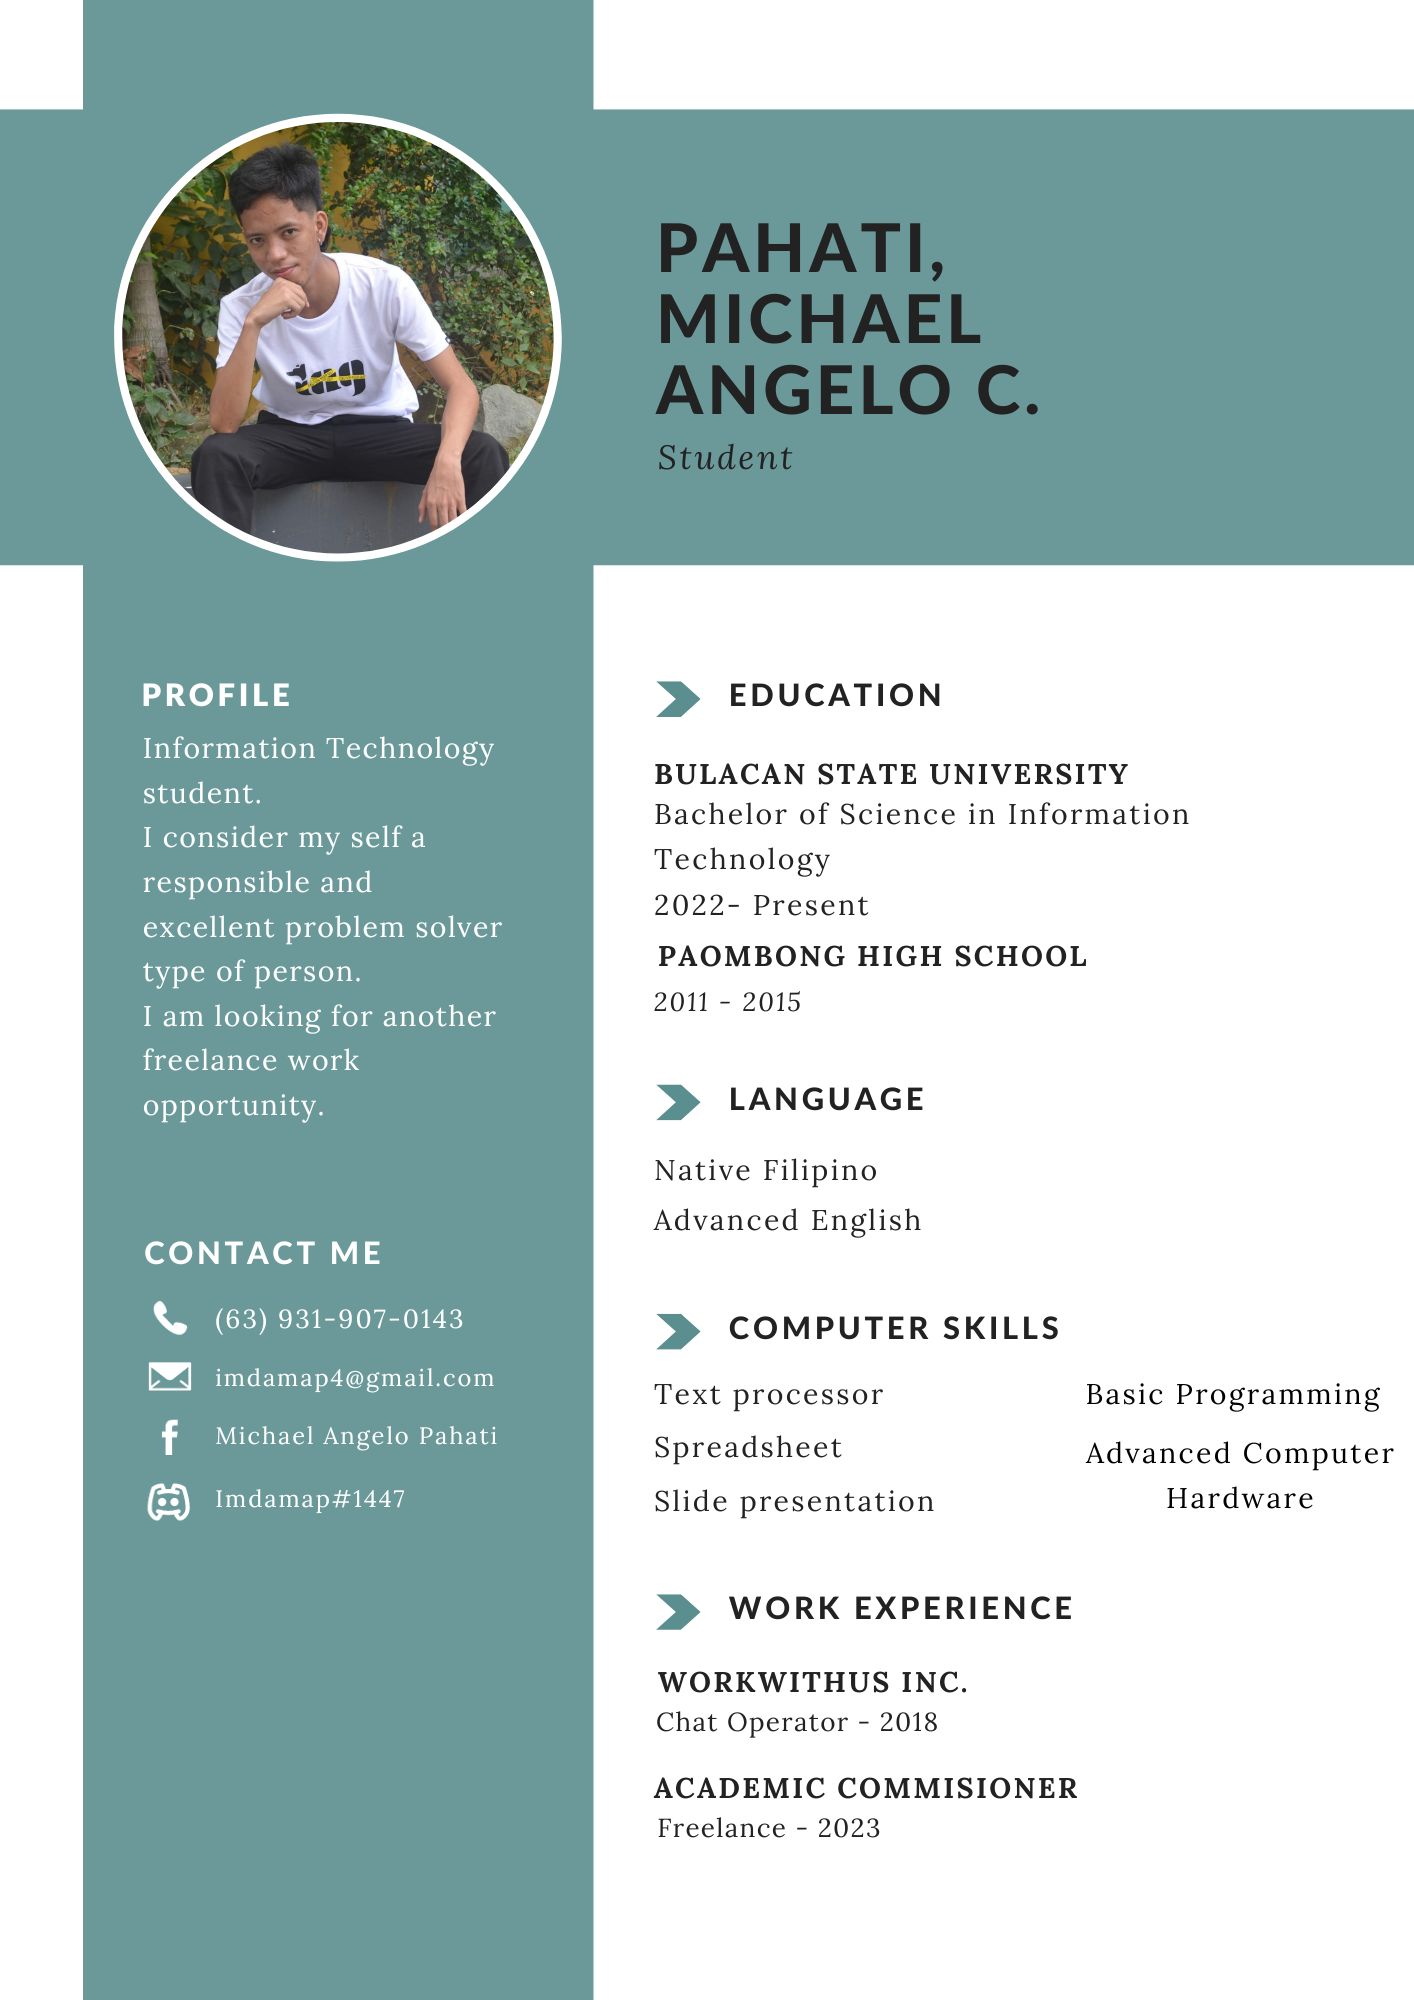 PAHATI,
MICHAEL
ANGELO C.
Student
PROFILE
Information Technology
student.
I consider my self a
responsible and
excellent problem solver
type of person.
I am looking for another
freelance work
opportunity.
CONTACT ME
(63) 931-907-0143
imdamap4@gmail.com
Michael Angelo Pahati
Imdamap#1447
EDUCATION
BULACAN STATE UNIVERSITY
Bachelor of Science in Information
Technology
2022- Present
PAOMBONG HIGH SCHOOL
2011 - 2015
LANGUAGE
Native Filipino
Advanced English
COMPUTER SKILLS
Text processor
Spreadsheet
Slide presentation
Basic Programming
Advanced Computer
Hardware
WORK EXPERIENCE
WORKWITHUS INC.
Chat Operator - 2018
ACADEMIC COMMISIONER
Freelance - 2023